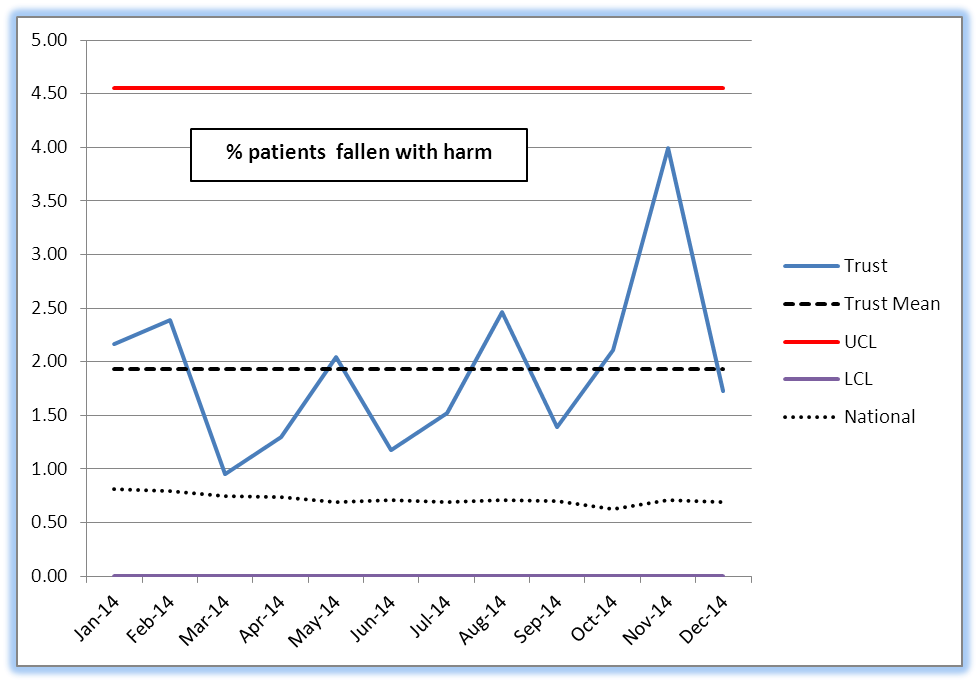 5.00
4.50
4.00
3.50
3.00
2.50
2.00
1.50
1.00
0.50
0.00
% patients  fallen with harm
Jan-14
Feb-14
Mar-14
Apr-14
May-14
Jun-14
Jul-14
Aug-14
Sep-14
Oct-14
Nov-14
Dec-14
Trust
Trust Mean
UCL
LCL
National